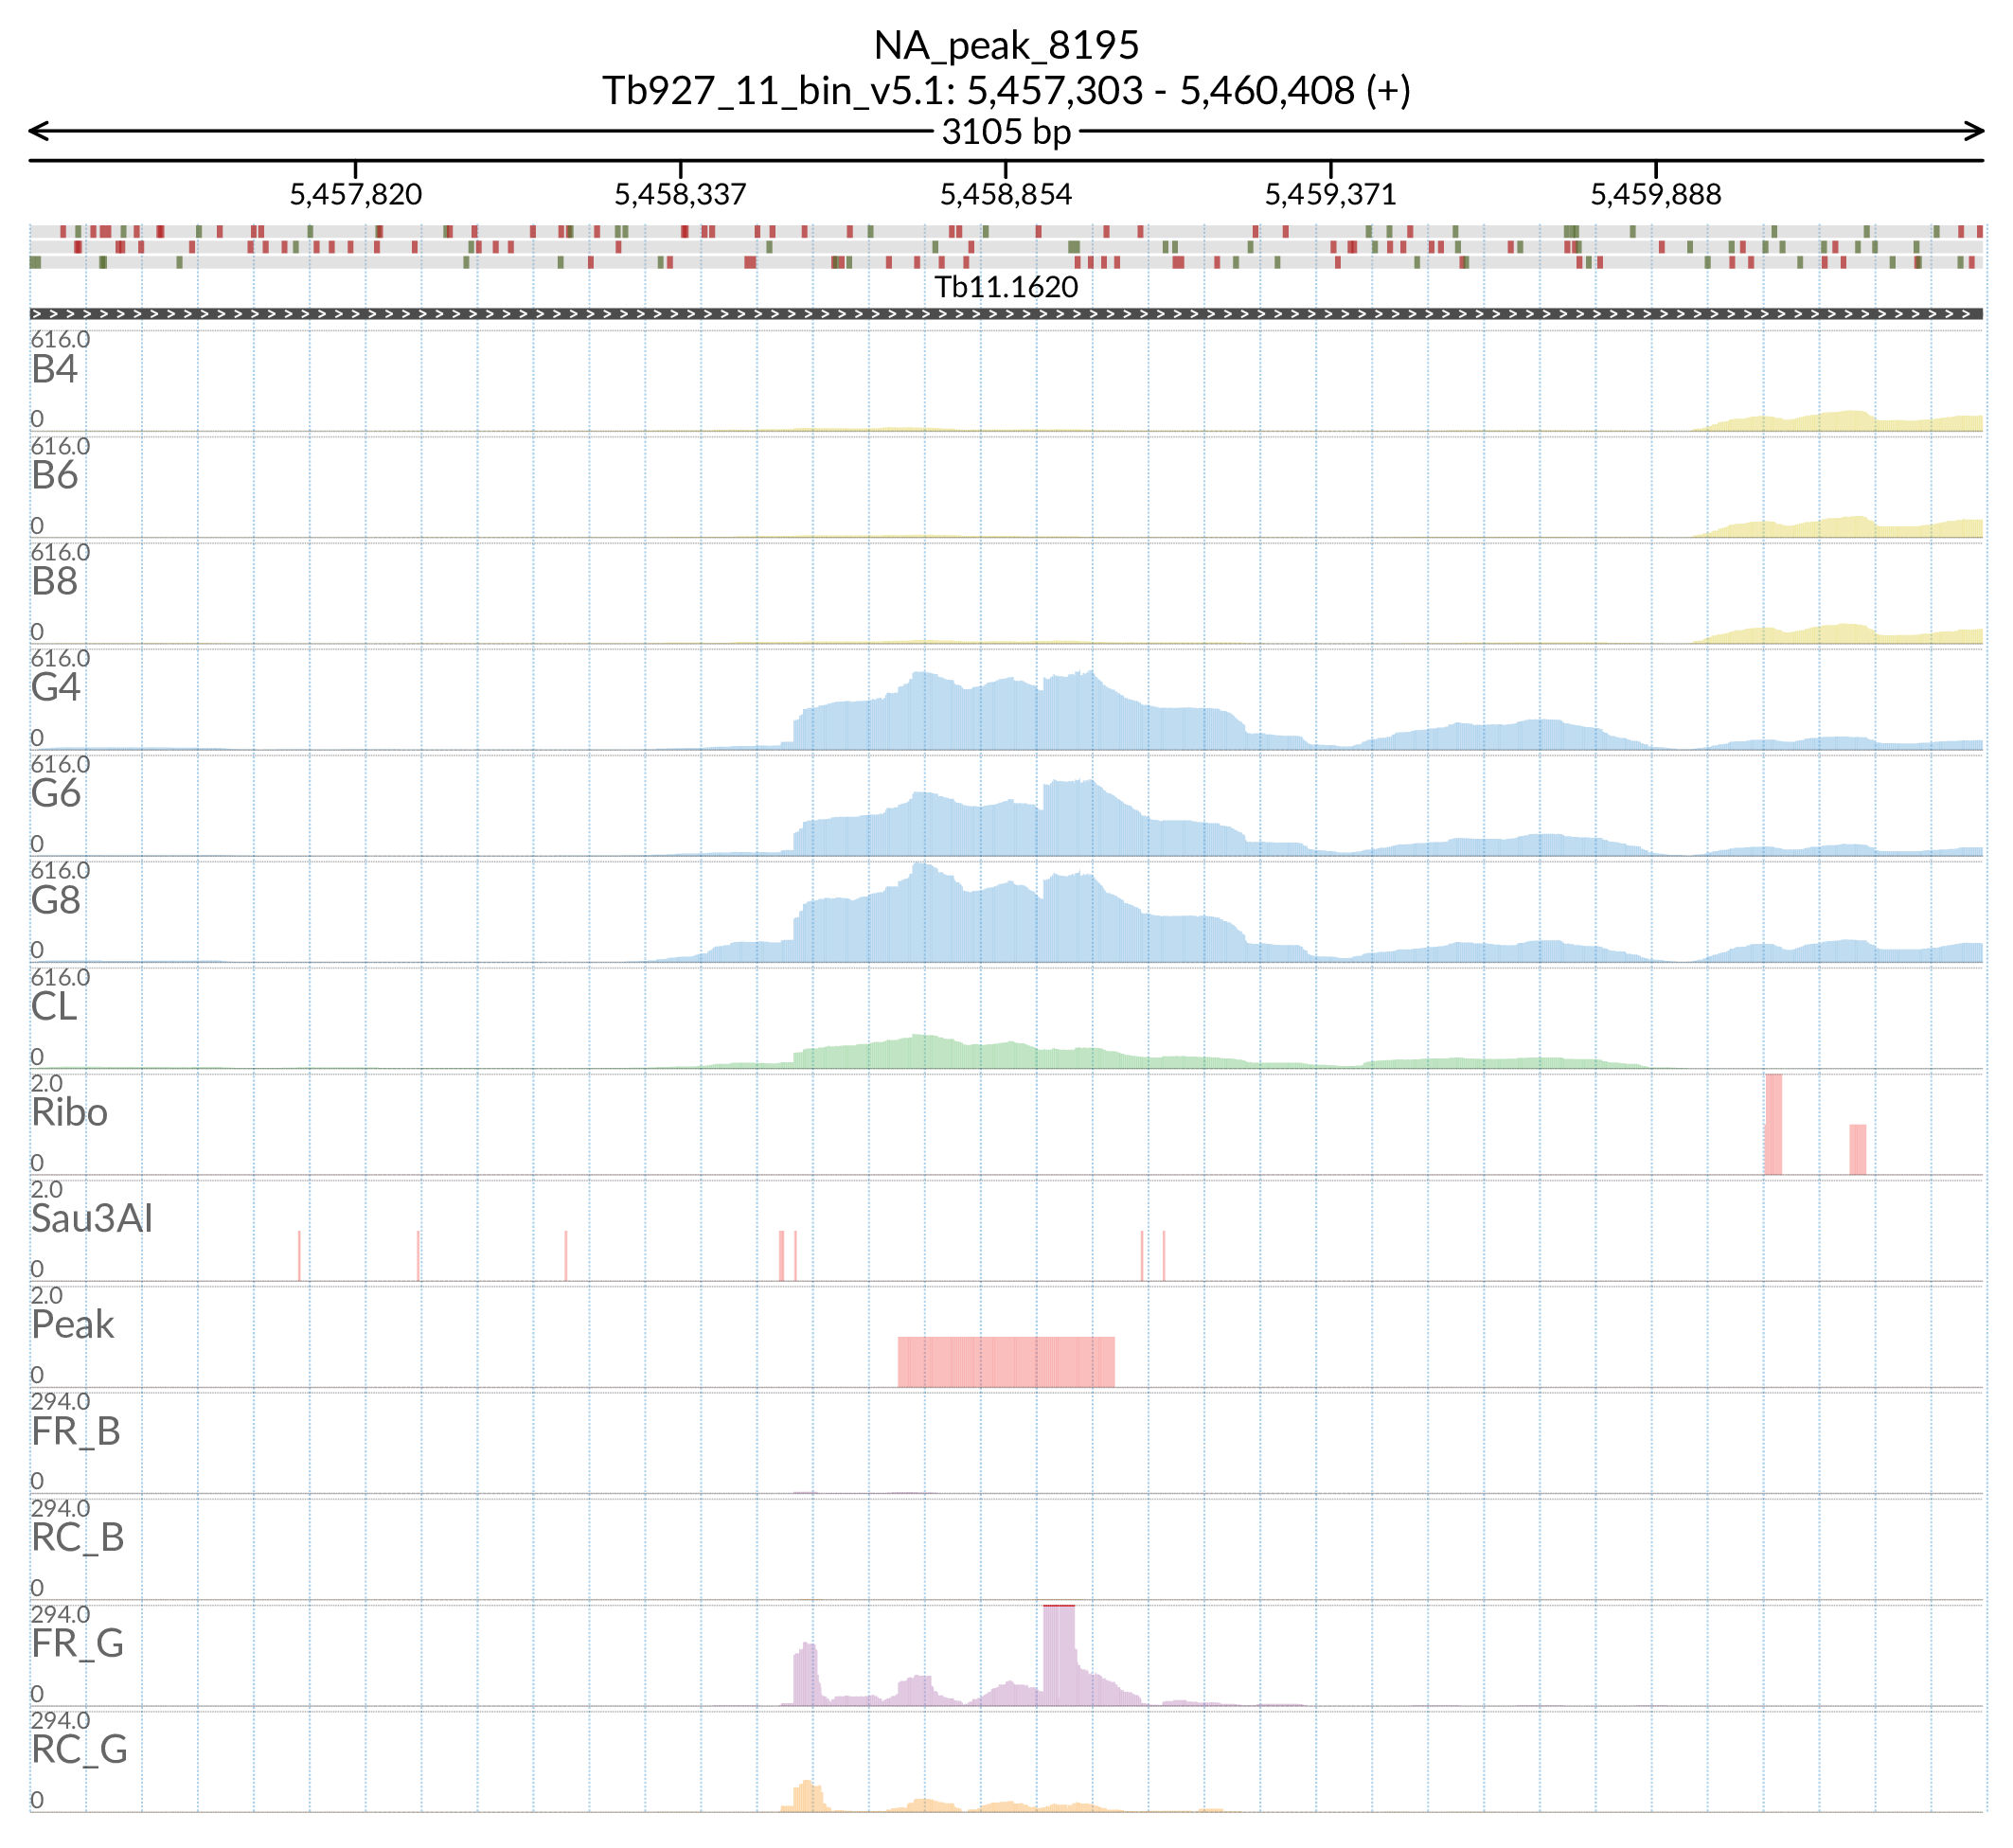 NA_peak_8195
Tb927_11_bin_v5.1: 5,457,303 - 5,460,408 (+)
3105 bp
5,457,820 5,458,337 5,458,854 5,459,371 5,459,888
Tb11.1620
616.0
B4
0
616.0
B6
0
616.0
B8
0
616.0
G4
0
616.0
G6
0
616.0
G8
0
616.0
CL
0
2.0
Ribo
0
2.0
Sau3AI
0
2.0
Peak
0
294.0
FR_B
0
294.0
RC_B
0
294.0
FR_G
0
294.0
RC_G
0